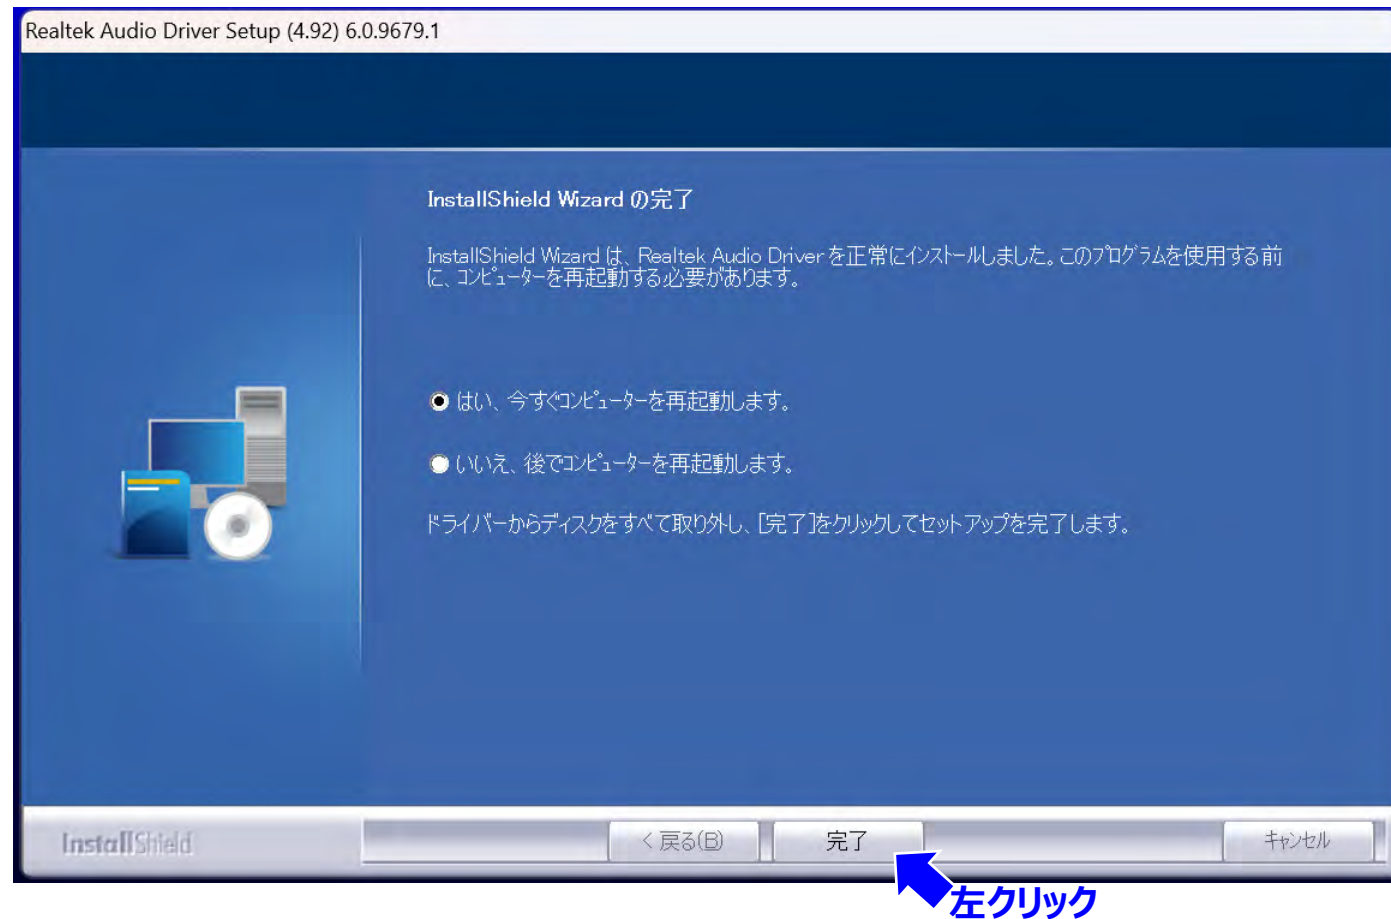 Realtek Audio Driver Setup (4.92) 6.0.9679.1
InstallShield Wizard の完了
InstallShield Wizard は、Realtek Audio Driver を正常にインストールしました。このプログラムを使用する前
に、コンピューターを再起動する必要があります。
はい、今すぐコンピューターを再起動します。
いいえ、後でコンピューターを再起動します。
ドライバーからディスクをすべて取り外し、[完了]をクリックしてセットアップを完了します。
InstallShield
< 戻る(B)
完了
キャンセル
左クリック